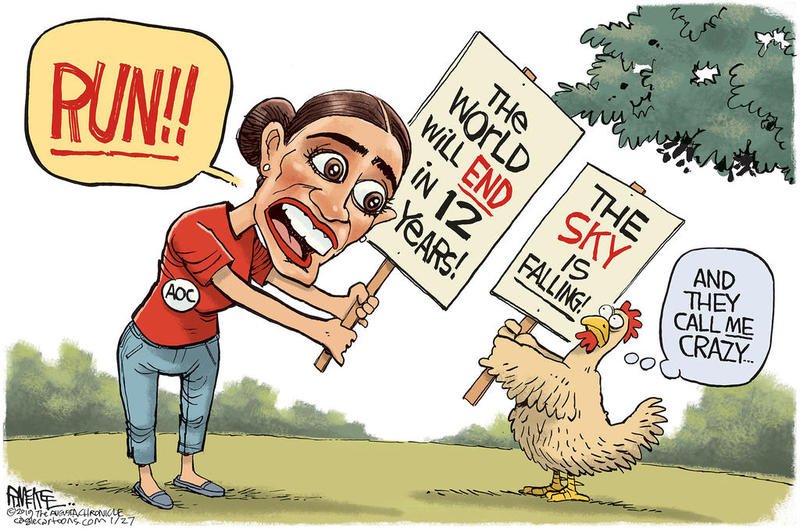 RUN!!
THE
WORLD
WILL END
IN 12
YEARS!
THE
SKY
IS
FALLING!
AOC
AND
THEY
CALL ME
CRAZY...
©2019 THE AUGUSTA CHRONICLE
caglecartoons.com 1/27